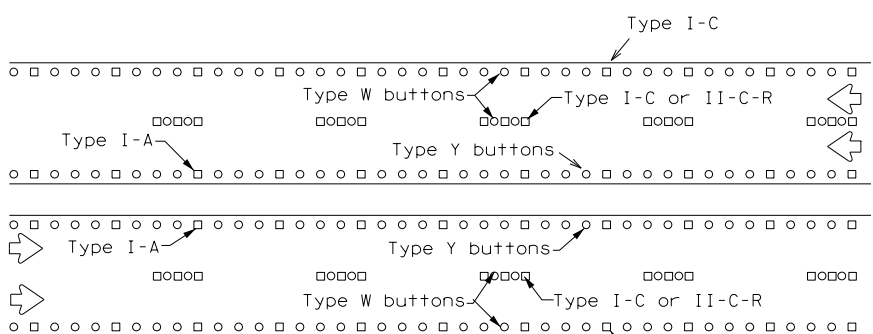 Type I-C
Type W buttons
Type I-C or II-C-R
Type I-A
Type Y buttons
Type I-A
Type Y buttons
Type W buttons
Type I-C or II-C-R